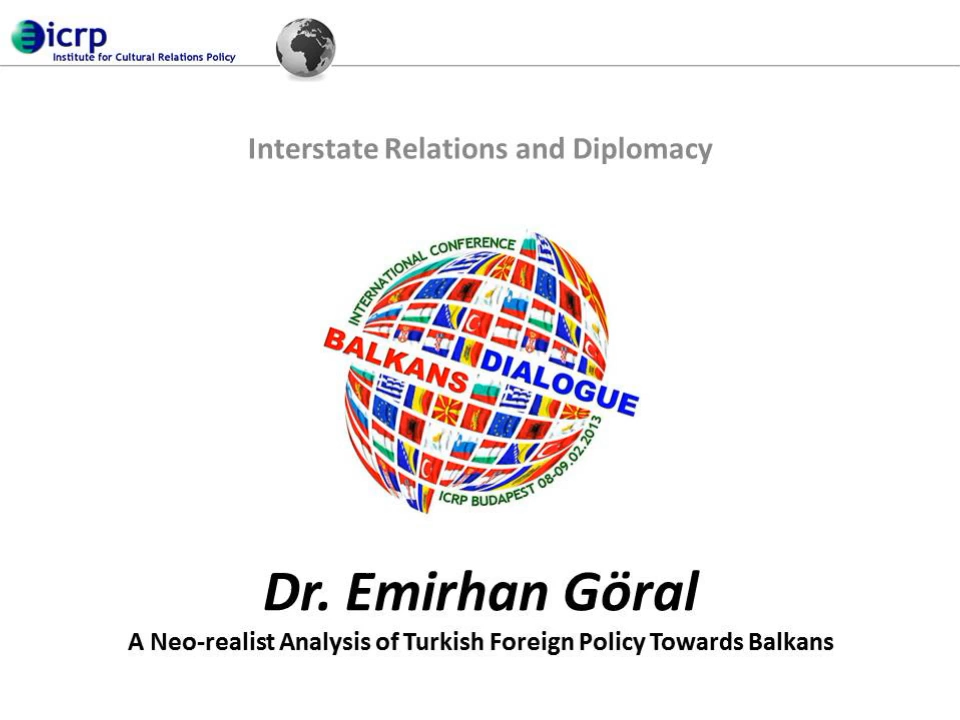 icrp
Institute for Cultural Relations Policy
Interstate Relations and Diplomacy
INTERNATIONAL CONFERENCE
BALKANS
DIALOGUE
ICRP BUDAPEST 08-09.02.2013
Dr. Emirhan Göral
A Neo-realist Analysis of Turkish Foreign Policy Towards Balkans